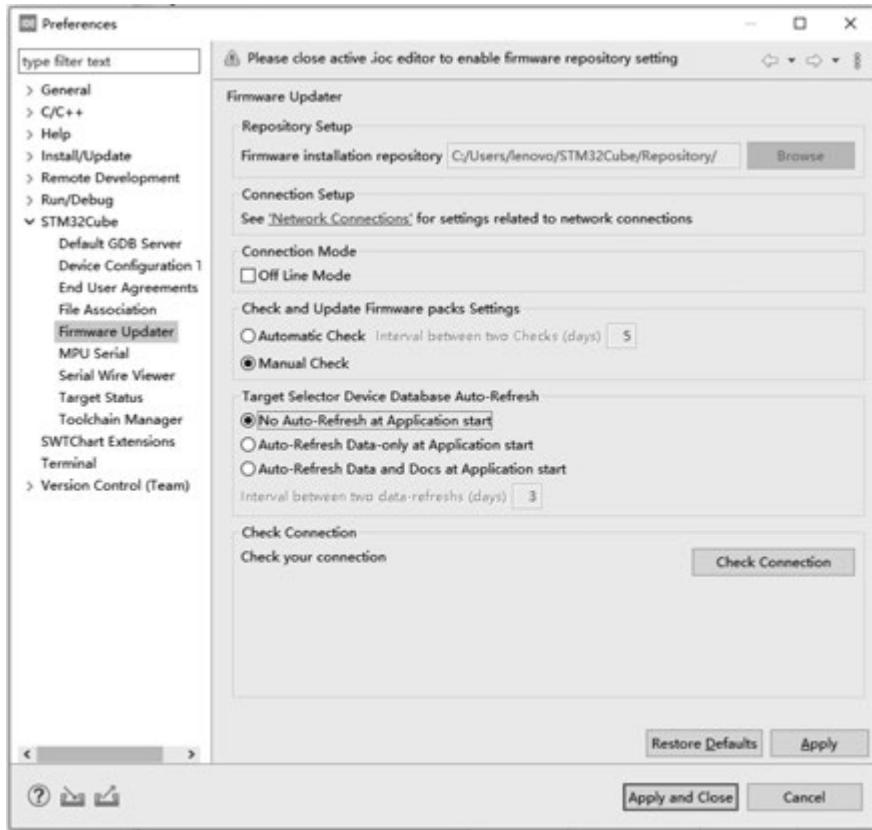 IDE Preferences
type filter text
Please close active .ioc editor to enable firmware repository setting
> General
> C/C++
> Help
> Install/Update
> Remote Development
> Run/Debug
STM32Cube
Default GDB Server
Device Configuration T
End User Agreements
File Association
Firmware Updater
MPU Serial
Serial Wire Viewer
Target Status
Toolchain Manager
SWTChart Extensions
Terminal
> Version Control (Team)
Firmware Updater
Repository Setup
Firmware installation repository C:/Users/lenovo/STM32Cube/Repository/ Browse
Connection Setup
See 'Network Connections' for settings related to network connections
Connection Mode
Off Line Mode
Check and Update Firmware packs Settings
Automatic Check Interval between two Checks (days) 5
Manual Check
Target Selector Device Database Auto-Refresh
No Auto-Refresh at Application start
Auto-Refresh Data-only at Application start
Auto-Refresh Data and Docs at Application start
Interval between two data-refreshs (days) 3
Check Connection
Check your connection Check Connection
Restore Defaults Apply
Apply and Close Cancel